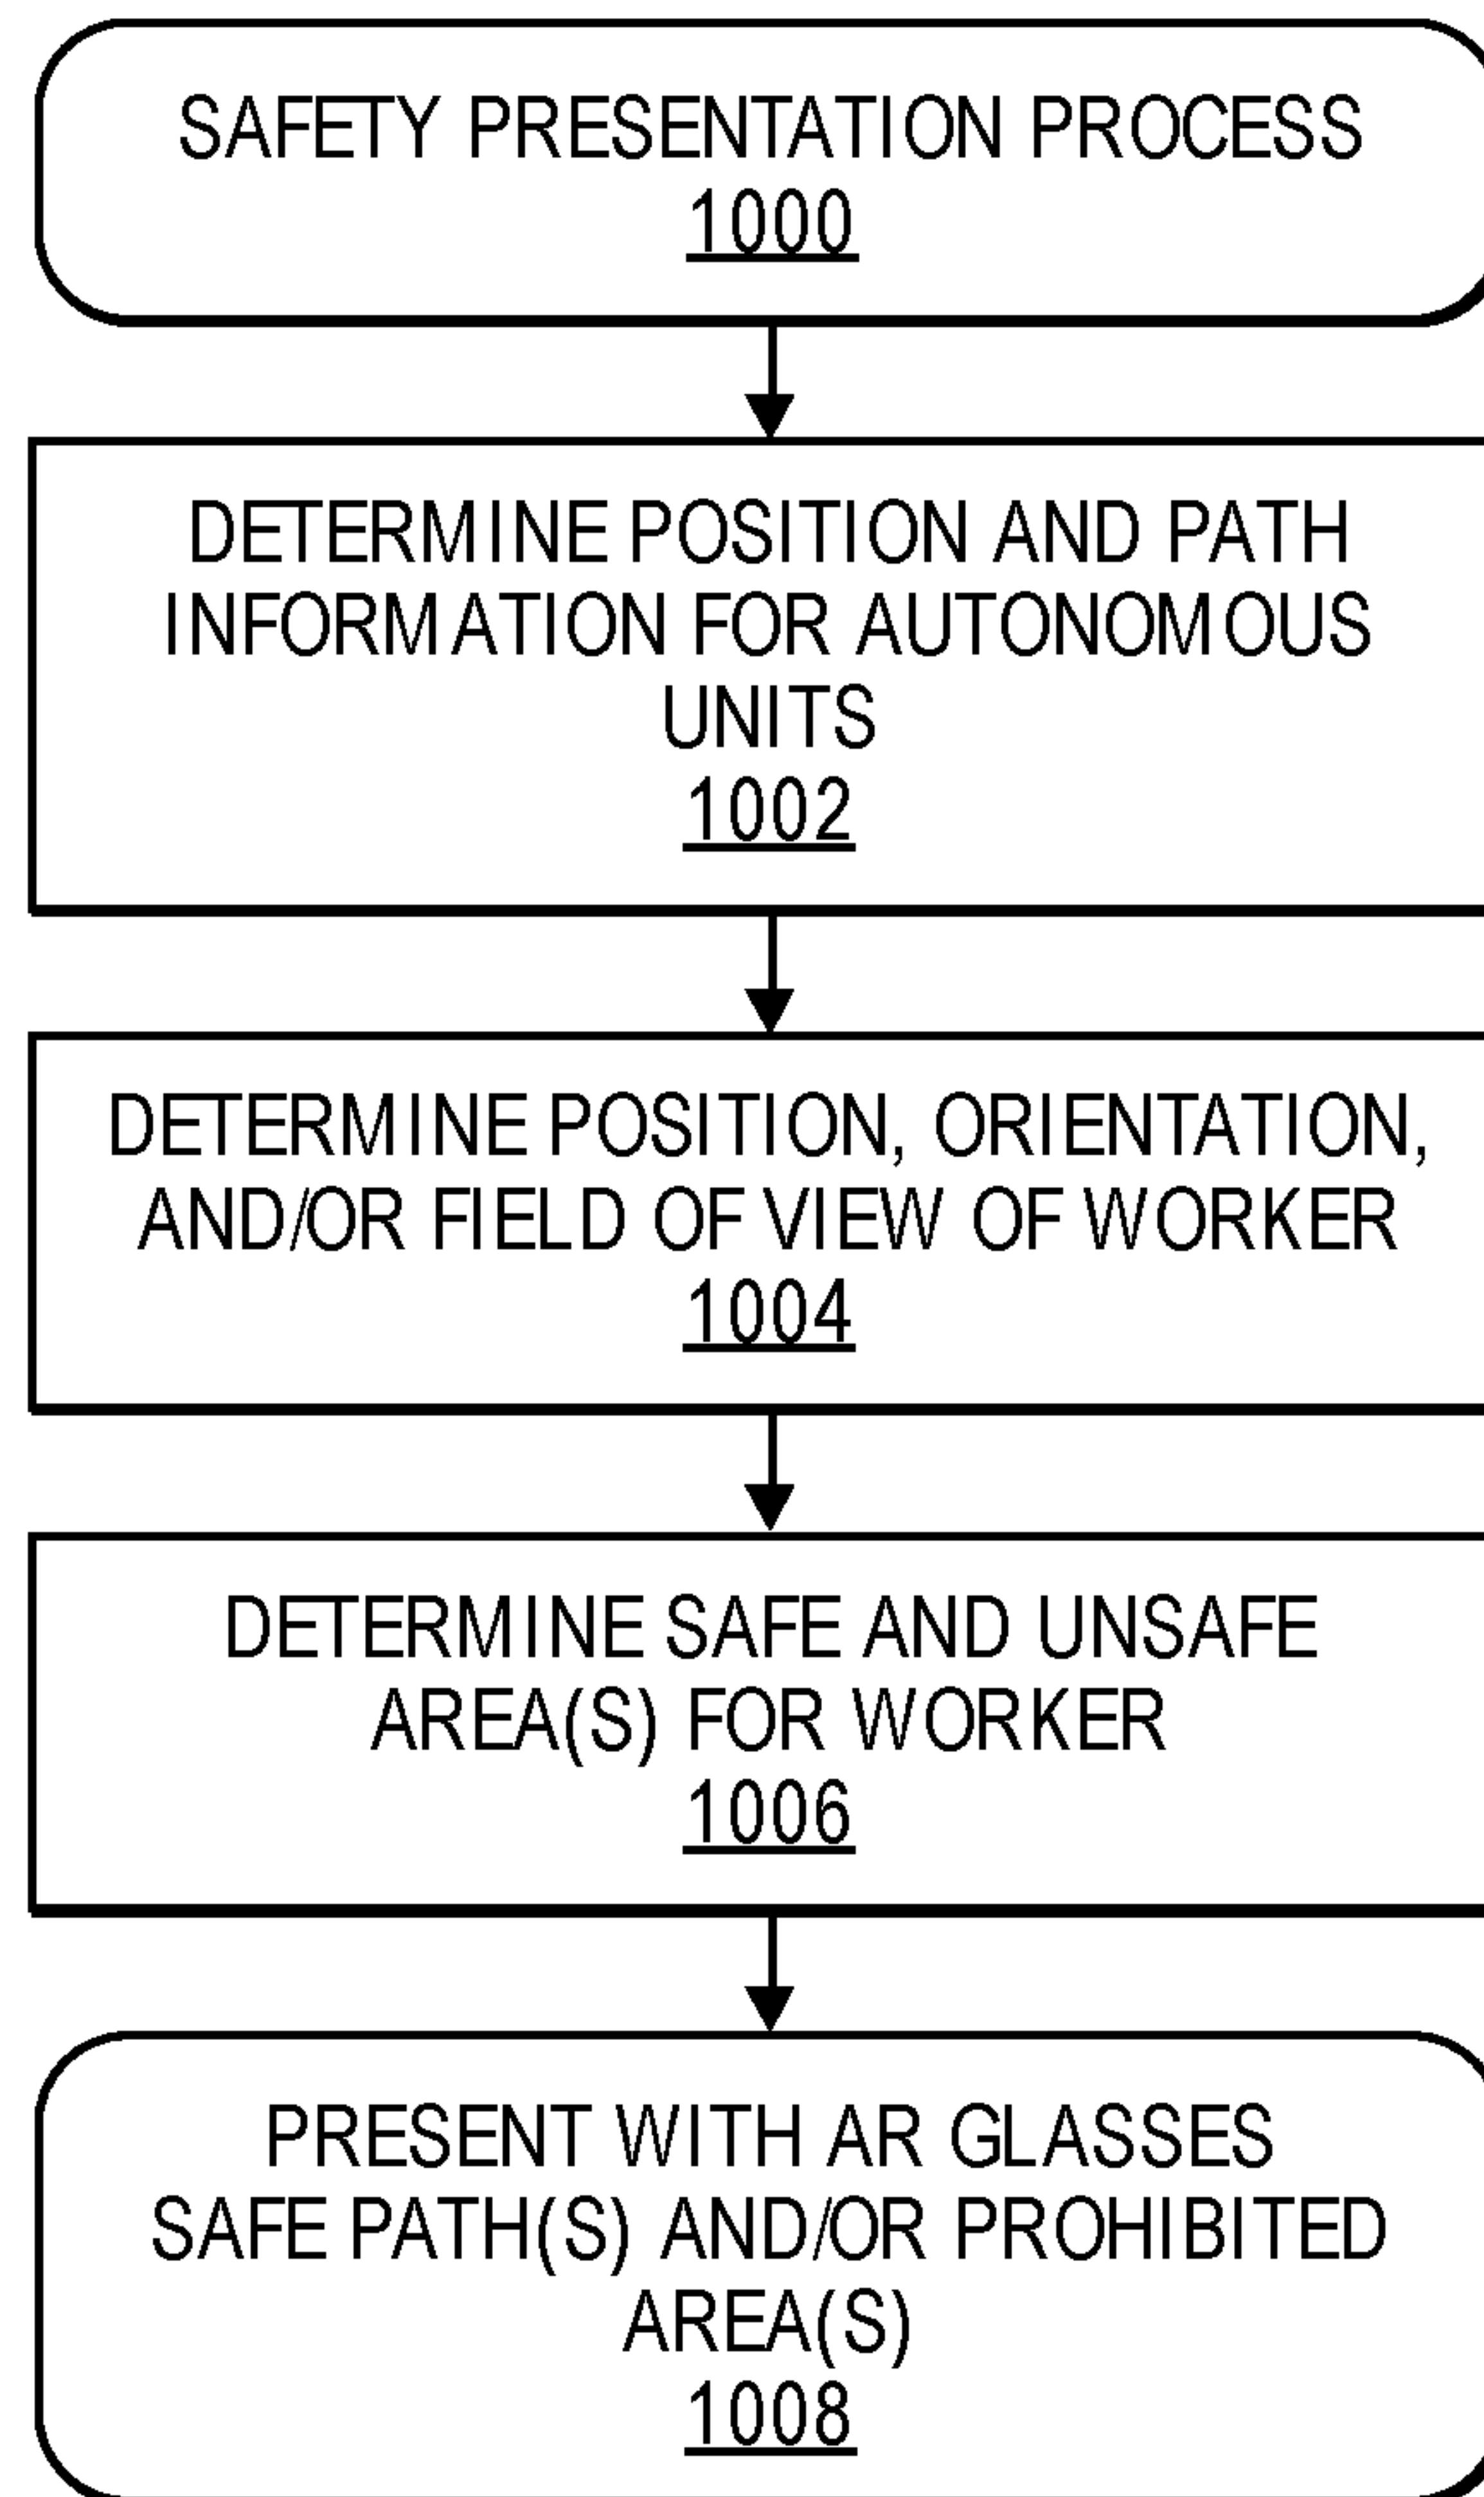 SAFETY PRESENTATION PROCESS
1000
DETERMINE POSITION AND PATH
INFORMATION FOR AUTONOMOUS
UNITS
1002
DETERMINE POSITION, ORIENTATION,
AND/OR FIELD OF VIEW OF WORKER
1004
DETERMINE SAFE AND UNSAFE
AREA(S) FOR WORKER
1006
PRESENT WITH AR GLASSES
SAFE PATH(S) AND/OR PROHIBITED
AREA(S)
1008